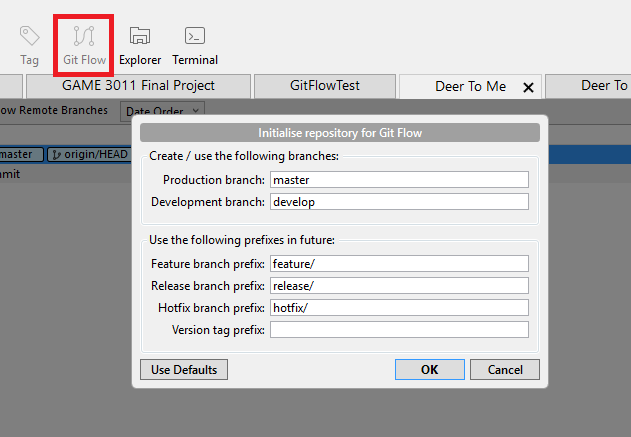 Tag Git Flow Explorer Terminal
GAME 3011 Final Project GitFlowTest Deer To Me Deer To
ow Remote Branches Date Order
Initialise repository for Git Flow
Create / use the following branches:
master origin/HEAD
Production branch: master
mmit
Development branch: develop
Use the following prefixes in future:
Feature branch prefix: feature/
Release branch prefix: release/
Hotfix branch prefix: hotfix/
Version tag prefix:
Use Defaults OK Cancel